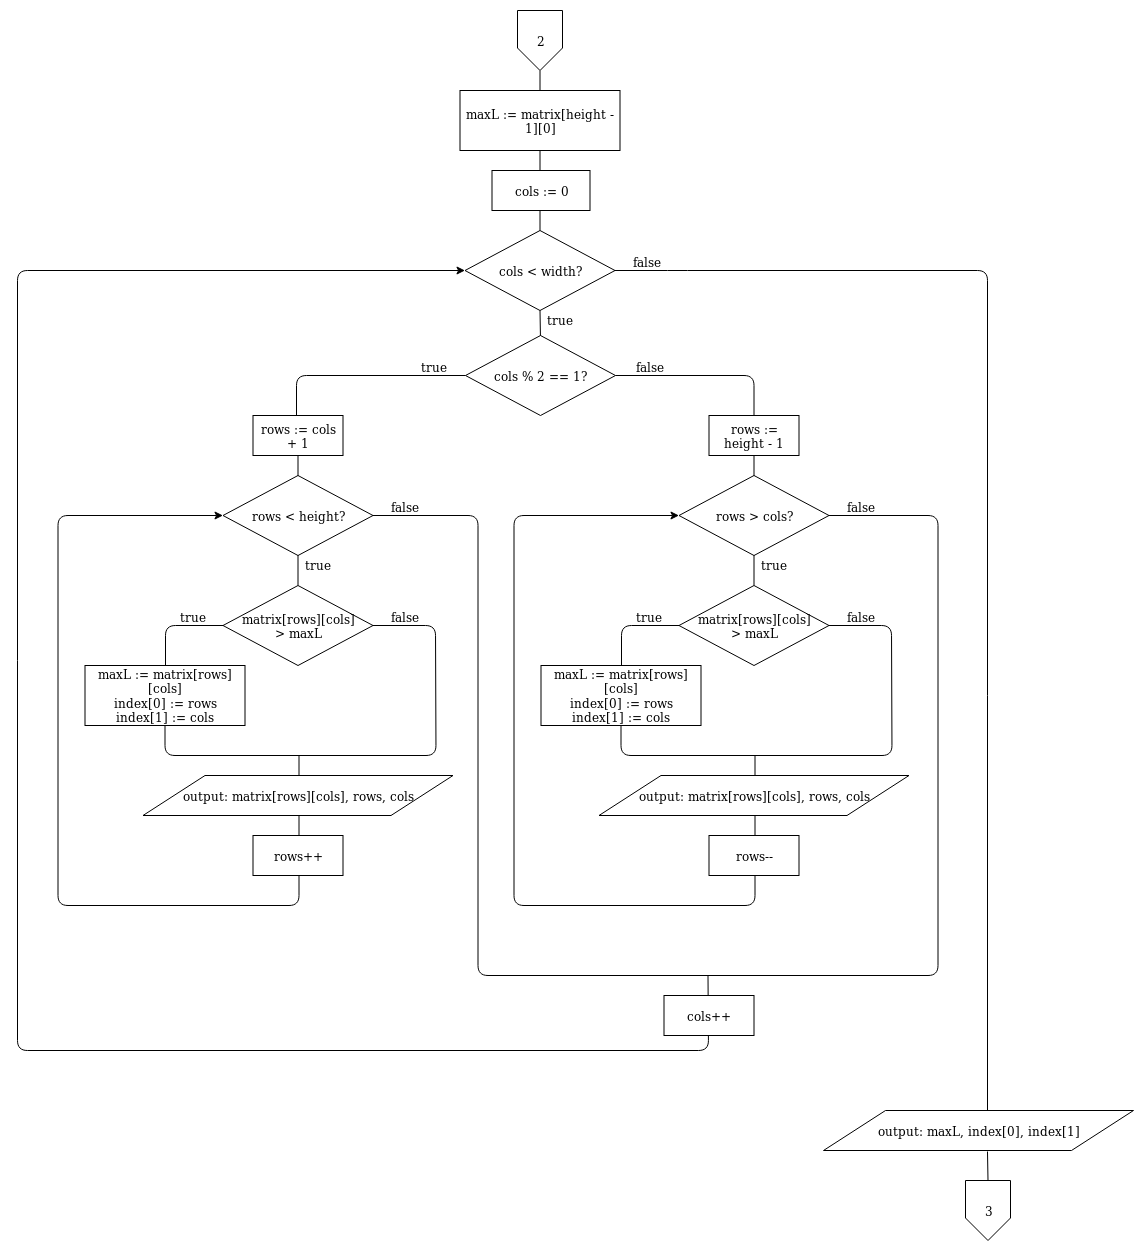 2
maxL := matrix[height -
1][0]
cols := 0
cols < width?
false
true
cols % 2 == 1?
true
false
rows := cols
+ 1
rows :=
height - 1
rows < height?
false
rows > cols?
false
true
true
matrix[rows][cols]
> maxL
true
false
matrix[rows][cols]
> maxL
true
false
maxL := matrix[rows]
[cols]
index[0] := rows
index[1] := cols
maxL := matrix[rows]
[cols]
index[0] := rows
index[1] := cols
output: matrix[rows][cols], rows, cols
output: matrix[rows][cols], rows, cols
rows++
rows--
cols++
output: maxL, index[0], index[1]
3